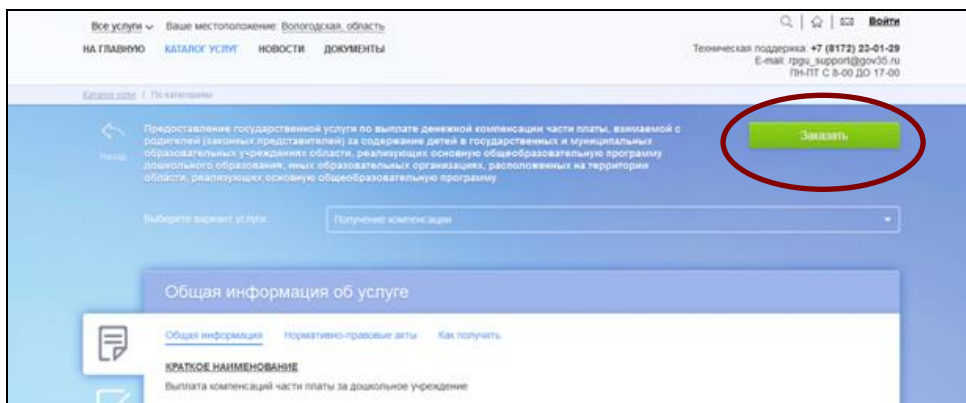 Все услуги Ваше местоположение: Вологодская, область Войти
НА ГЛАВНУЮ КАТАЛОГ УСЛУГ НОВОСТИ ДОКУМЕНТЫ
Техническая поддержка: +7 (8172) 23-01-29
E-mail: rpgu_support@gov35.ru
ПН-ПТ С 8-00 ДО 17-00
Каталог услуг / По категориям
Назад
Предоставление государственной услуги по выплате денежной компенсации части платы, взимаемой с
родителей (законных представителей) за содержание детей в государственных и муниципальных
образовательных учреждениях области, реализующих основную общеобразовательную программу
дошкольного образования, иных образовательных организациях, расположенных на территории
области, реализующих основную общеобразовательную программу
Заказать
Выберите вариант услуги: Получение компенсации
Общая информация об услуге
Общая информация Нормативно-правовые акты Как получить
КРАТКОЕ НАИМЕНОВАНИЕ
Выплата компенсаций части платы за дошкольное учреждение